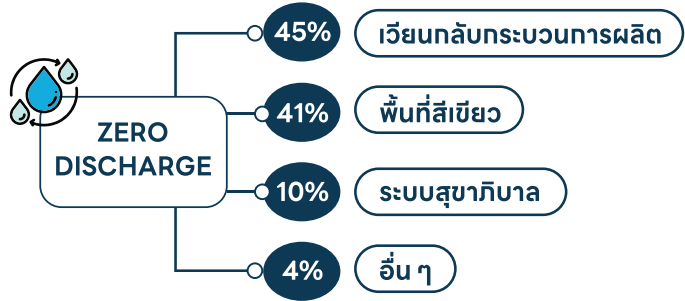 ZERO
DISCHARGE
45% เวียนกลับกระบวนการผลิต
41% พื้นที่สีเขียว
10% ระบบสุขาภิบาล
4% อื่น ๆ